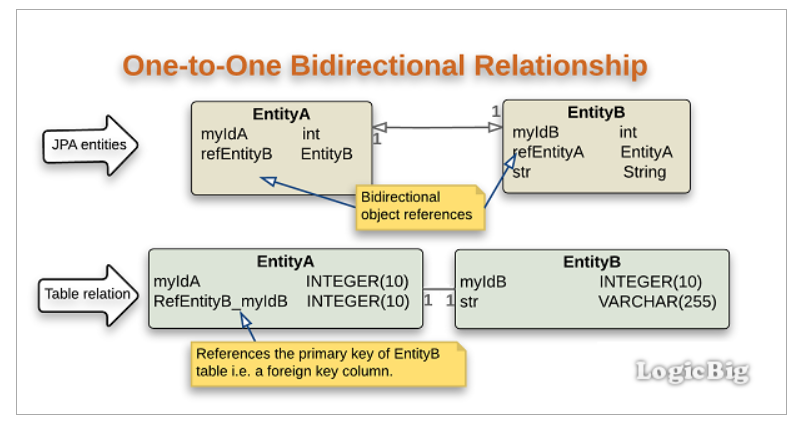 One-to-One Bidirectional Relationship
JPA entities
EntityA
myIdA int
refEntityB EntityB
1
1
EntityB
myIdB int
refEntityA EntityA
str String
Bidirectional
object references
Table relation
EntityA
myIdA INTEGER(10)
RefEntityB_myIdB INTEGER(10)
1 1
EntityB
myIdB INTEGER(10)
str VARCHAR(255)
References the primary key of EntityB
table i.e. a foreign key column.
LogicBig